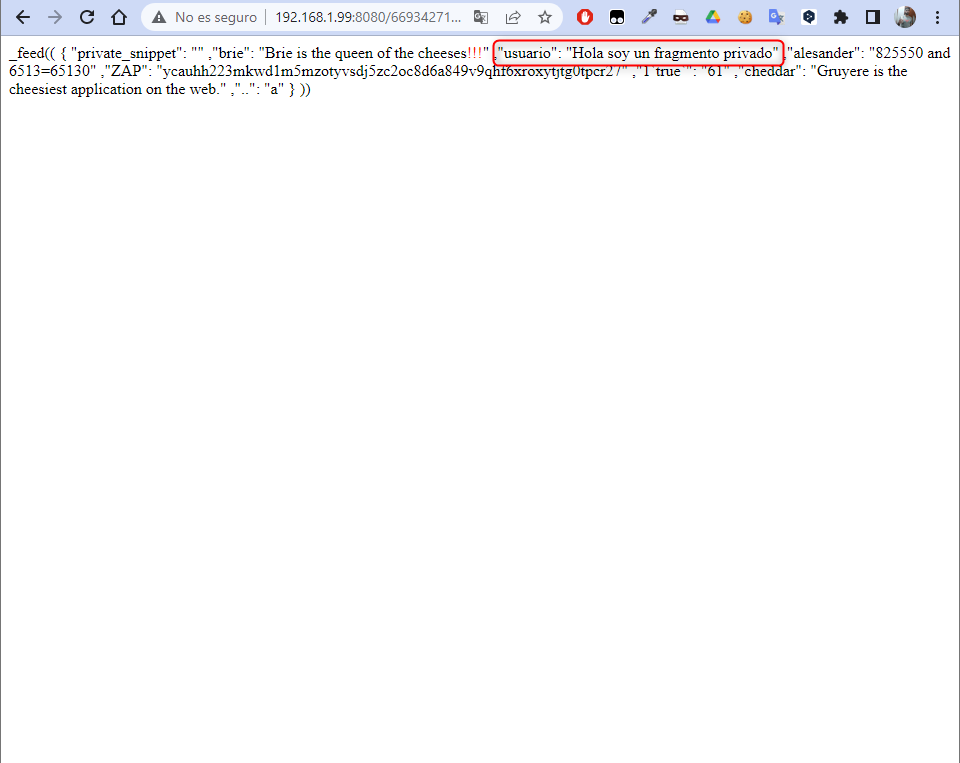 No es seguro | 192.168.1.99:8080/66934271...
_feed(( { "private_snippet": "" ,"brie": "Brie is the queen of the cheeses!!!" ,"usuario": "Hola soy un fragmento privado" ,"alesander": "825550 and
6513=65130" ,"ZAP": "ycauhh223mkwd1m5mzotyvsdj5zc2oc8d6a849v9qhf6xroxytjtg0tpcr27" ,"1 true '": "61" ,"cheddar": "Gruyere is the
cheesiest application on the web." ,"..": "a" } ))